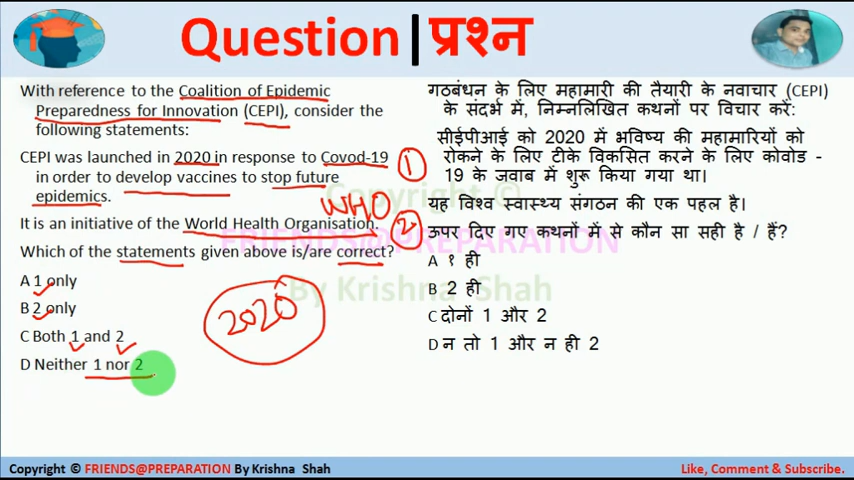 Question|प्रश्न
With reference to the Coalition of Epidemic
Preparedness for Innovation (CEPI), consider the
following statements:
CEPI was launched in 2020 in response to Covod-19
in order to develop vaccines to stop future
epidemics.
WHO
It is an initiative of the World Health Organisation.
Which of the statements given above is/are correct?
A 1 only
B 2 only
C Both 1 and 2
D Neither 1 nor 2
2020
1
2
गठबंधन के लिए महामारी की तैयारी के नवाचार (CEPI)
के संदर्भ में, निम्नलिखित कथनों पर विचार करें:
सीईपीआई को 2020 में भविष्य की महामारियों को
रोकने के लिए टीके विकसित करने के लिए कोवोड -
19 के जवाब में शुरू किया गया था।
यह विश्व स्वास्थ्य संगठन की एक पहल है।
ऊपर दिए गए कथनों में से कौन सा सही है / हैं?
A १ ही
B 2 ही
C दोनों 1 और 2
D न तो 1 और न ही 2
Copyright ©
FRIENDS@PREPARATION
By Krishna Shah
Copyright © FRIENDS@PREPARATION By Krishna Shah
Like, Comment & Subscribe.